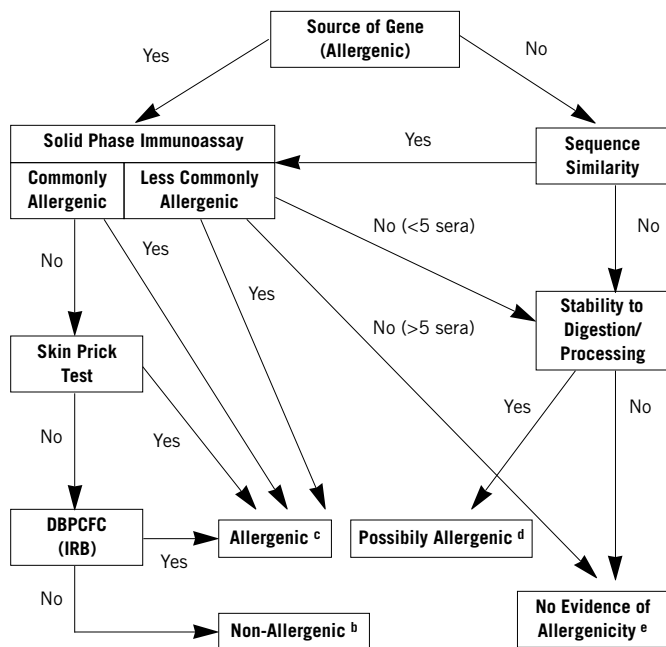 Source of Gene
(Allergenic)
Yes
No
Solid Phase Immunoassay
Commonly
Allergenic
Less Commonly
Allergenic
Yes
Sequence
Similarity
No
Yes
Yes
No (<5 sera)
No
No (>5 sera)
Stability to
Digestion/
Processing
Skin Prick
Test
No
Yes
Yes
No
DBPCFC
(IRB)
Yes
Allergenic c
Possibily Allergenic d
No
Non-Allergenic b
No Evidence of
Allergenicity e